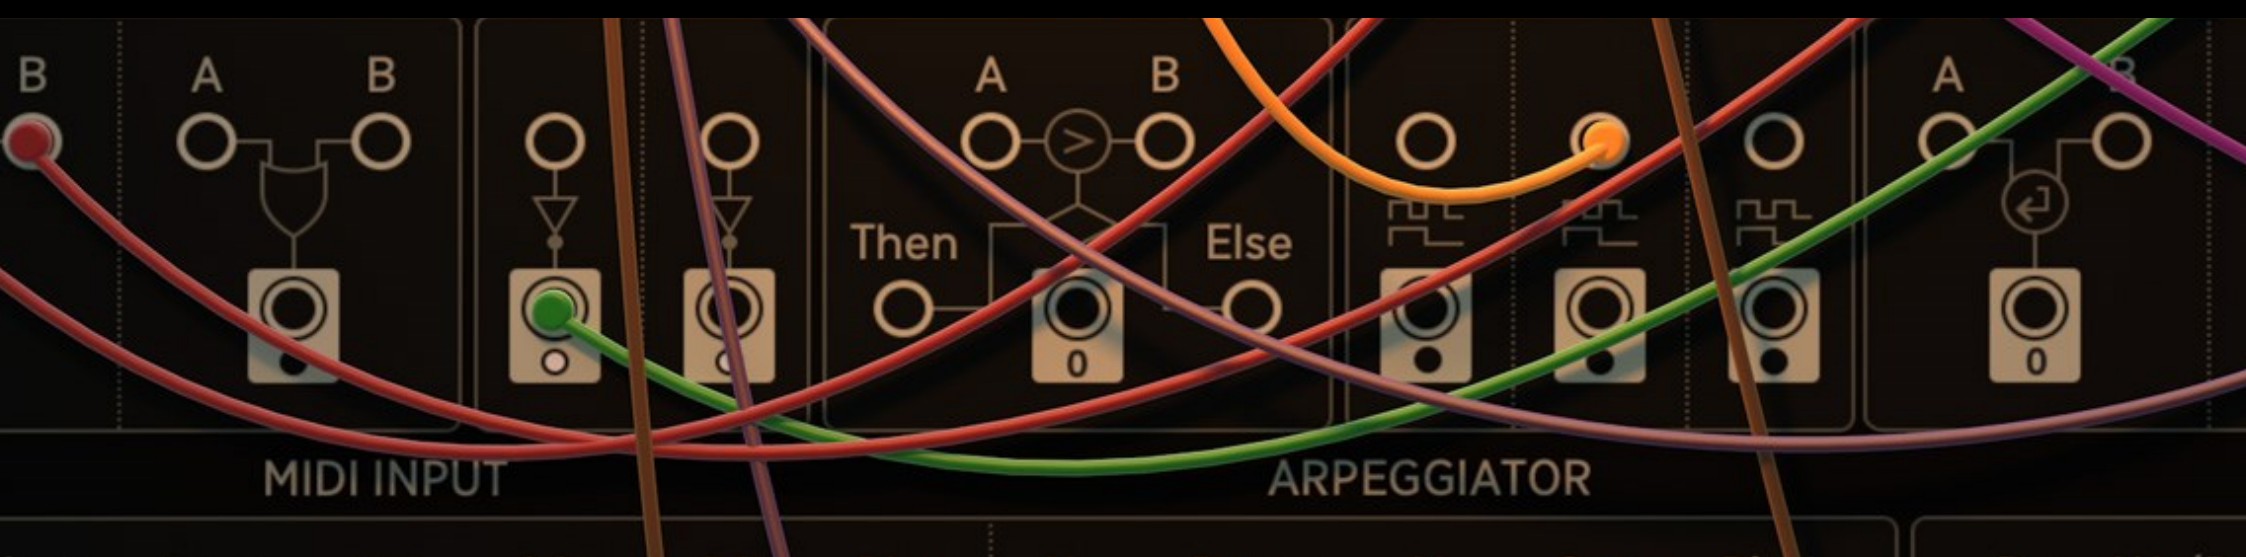 B A B A B A B
Then Else
0 0
MIDI INPUT ARPEGGIATOR